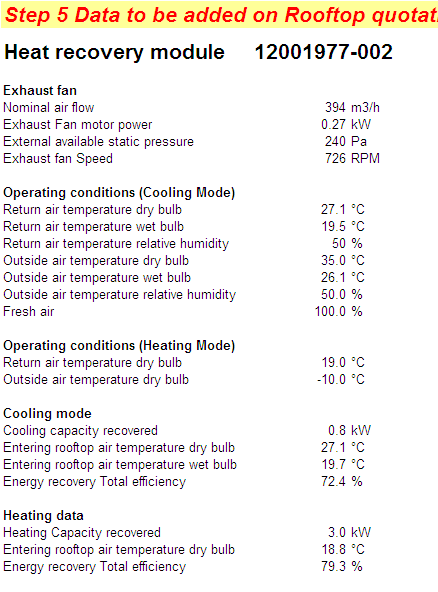 Step 5 Data to be added on Rooftop quotat
Heat recovery module 12001977-002
Exhaust fan
Nominal air flow 394 m3/h
Exhaust Fan motor power 0.27 kW
External available static pressure 240 Pa
Exhaust fan Speed 726 RPM
Operating conditions (Cooling Mode)
Return air temperature dry bulb 27.1 °C
Return air temperature wet bulb 19.5 °C
Return air temperature relative humidity 50 %
Outside air temperature dry bulb 35.0 °C
Outside air temperature wet bulb 26.1 °C
Outside air temperature relative humidity 50.0 %
Fresh air 100.0 %
Operating conditions (Heating Mode)
Return air temperature dry bulb 19.0 °C
Outside air temperature dry bulb -10.0 °C
Cooling mode
Cooling capacity recovered 0.8 kW
Entering rooftop air temperature dry bulb 27.1 °C
Entering rooftop air temperature wet bulb 19.7 °C
Energy recovery Total efficiency 72.4 %
Heating data
Heating Capacity recovered 3.0 kW
Entering rooftop air temperature dry bulb 18.8 °C
Energy recovery Total efficiency 79.3 %